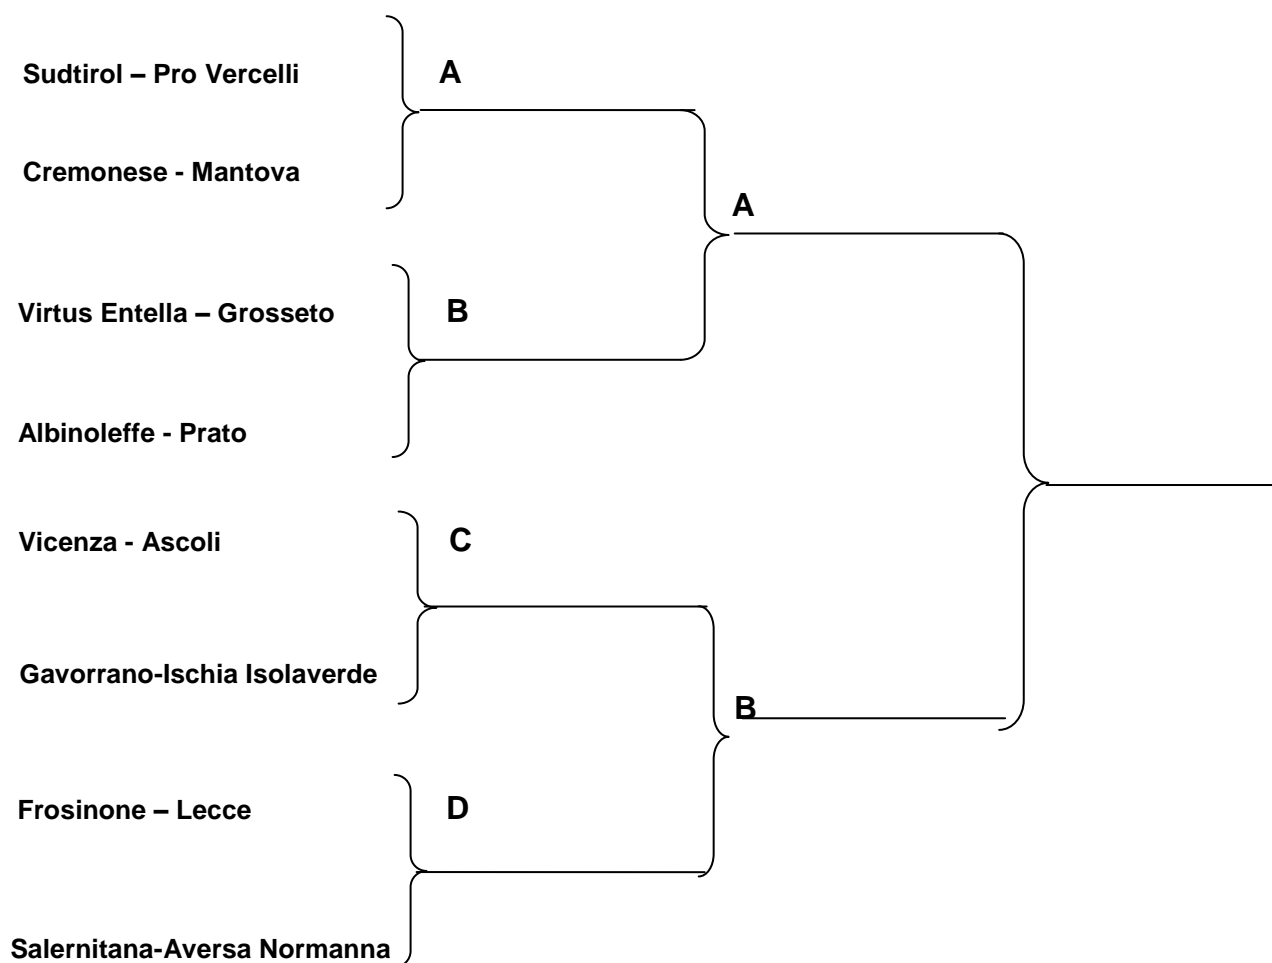 Sudtirol – Pro Vercelli
A
Cremonese - Mantova
A
Virtus Entella – Grosseto
B
Albinoleffe - Prato
Vicenza - Ascoli
C
Gavorrano-Ischia Isolaverde
B
Frosinone – Lecce
D
Salernitana-Aversa Normanna